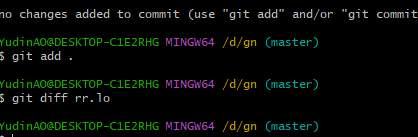 no changes added to commit (use "git add" and/or "git commit
YudinAO@DESKTOP-C1E2RHG MINGW64 /d/gn (master)
$ git add .
YudinAO@DESKTOP-C1E2RHG MINGW64 /d/gn (master)
$ git diff rr.lo
YudinAO@DESKTOP-C1E2RHG MINGW64 /d/gn (master)
$